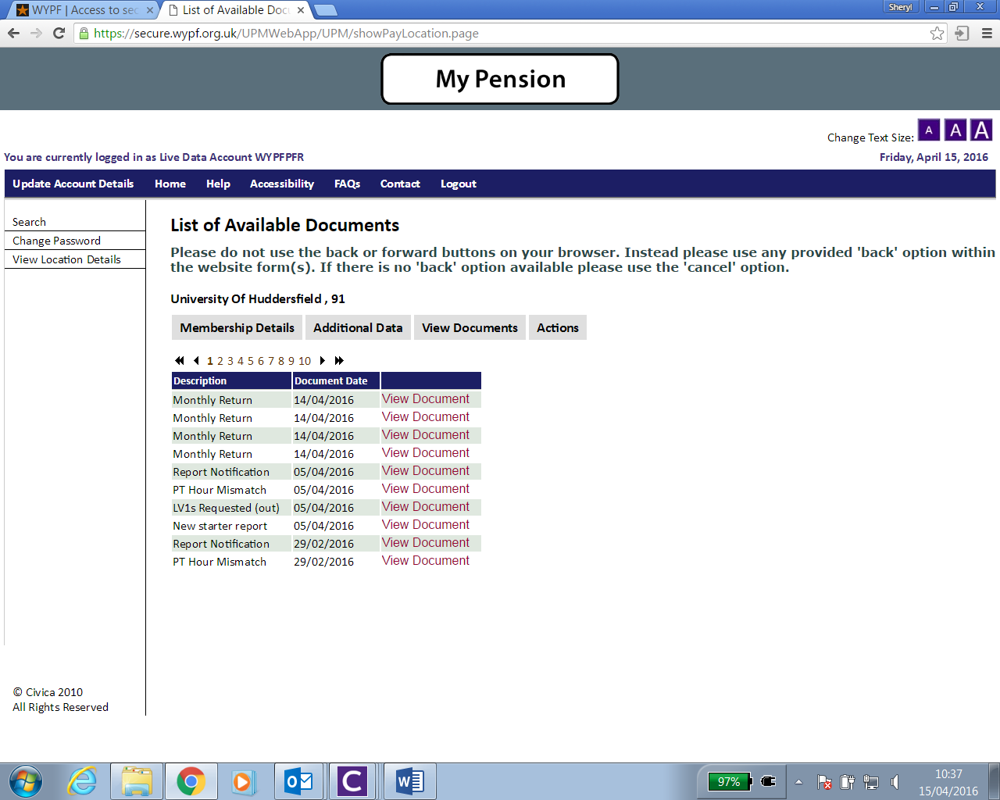 WYPF | Access to sec
List of Available Docu
Sheryl
https://secure.wypf.org.uk/UPMWebApp/UPM/showPayLocation.page
My Pension
Change Text Size: A A A
You are currently logged in as Live Data Account WYPFPFR
Friday, April 15, 2016
Update Account Details Home Help Accessibility FAQs Contact Logout
Search
Change Password
View Location Details
List of Available Documents
Please do not use the back or forward buttons on your browser. Instead please use any provided 'back' option within
the website form(s). If there is no 'back' option available please use the 'cancel' option.
University Of Huddersfield , 91
Membership Details Additional Data View Documents Actions
1 2 3 4 5 6 7 8 9 10
Description Document Date
Monthly Return 14/04/2016 View Document
Monthly Return 14/04/2016 View Document
Monthly Return 14/04/2016 View Document
Monthly Return 14/04/2016 View Document
Report Notification 05/04/2016 View Document
PT Hour Mismatch 05/04/2016 View Document
LV1s Requested (out) 05/04/2016 View Document
New starter report 05/04/2016 View Document
Report Notification 29/02/2016 View Document
PT Hour Mismatch 29/02/2016 View Document
© Civica 2010
All Rights Reserved
97%
10:37
15/04/2016